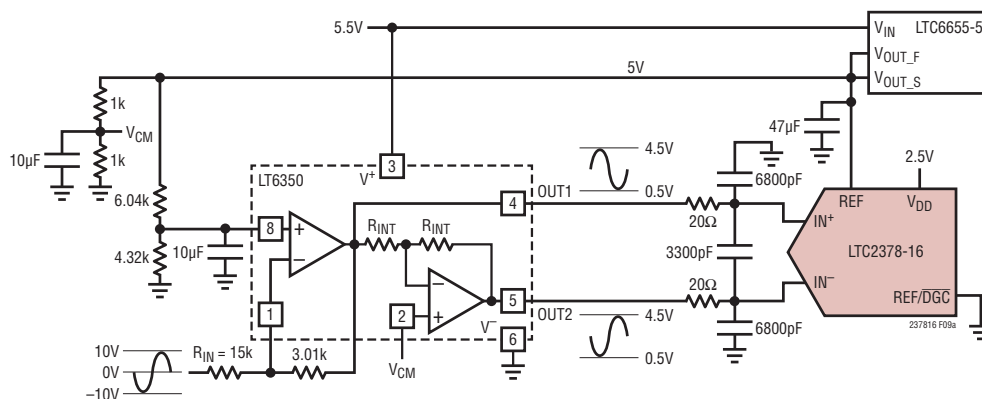 5.5V
VIN
LTC6655-5
VOUT_F
5V
VOUT_S
1k
VCM
10µF
1k
47µF
2.5V
LT6350
V+
3
4.5V
0.5V
6800pF
6.04k
4
OUT1
20Ω
REF
VDD
8
+
RINT
RINT
IN+
4.32k
10µF
−
3300pF
LTC2378-16
20Ω
IN−
1
−
5
OUT2
2
+
V−
REF/DGC
6
4.5V
6800pF
237816 F09a
10V
RIN = 15k
3.01k
VCM
0.5V
0V
–10V